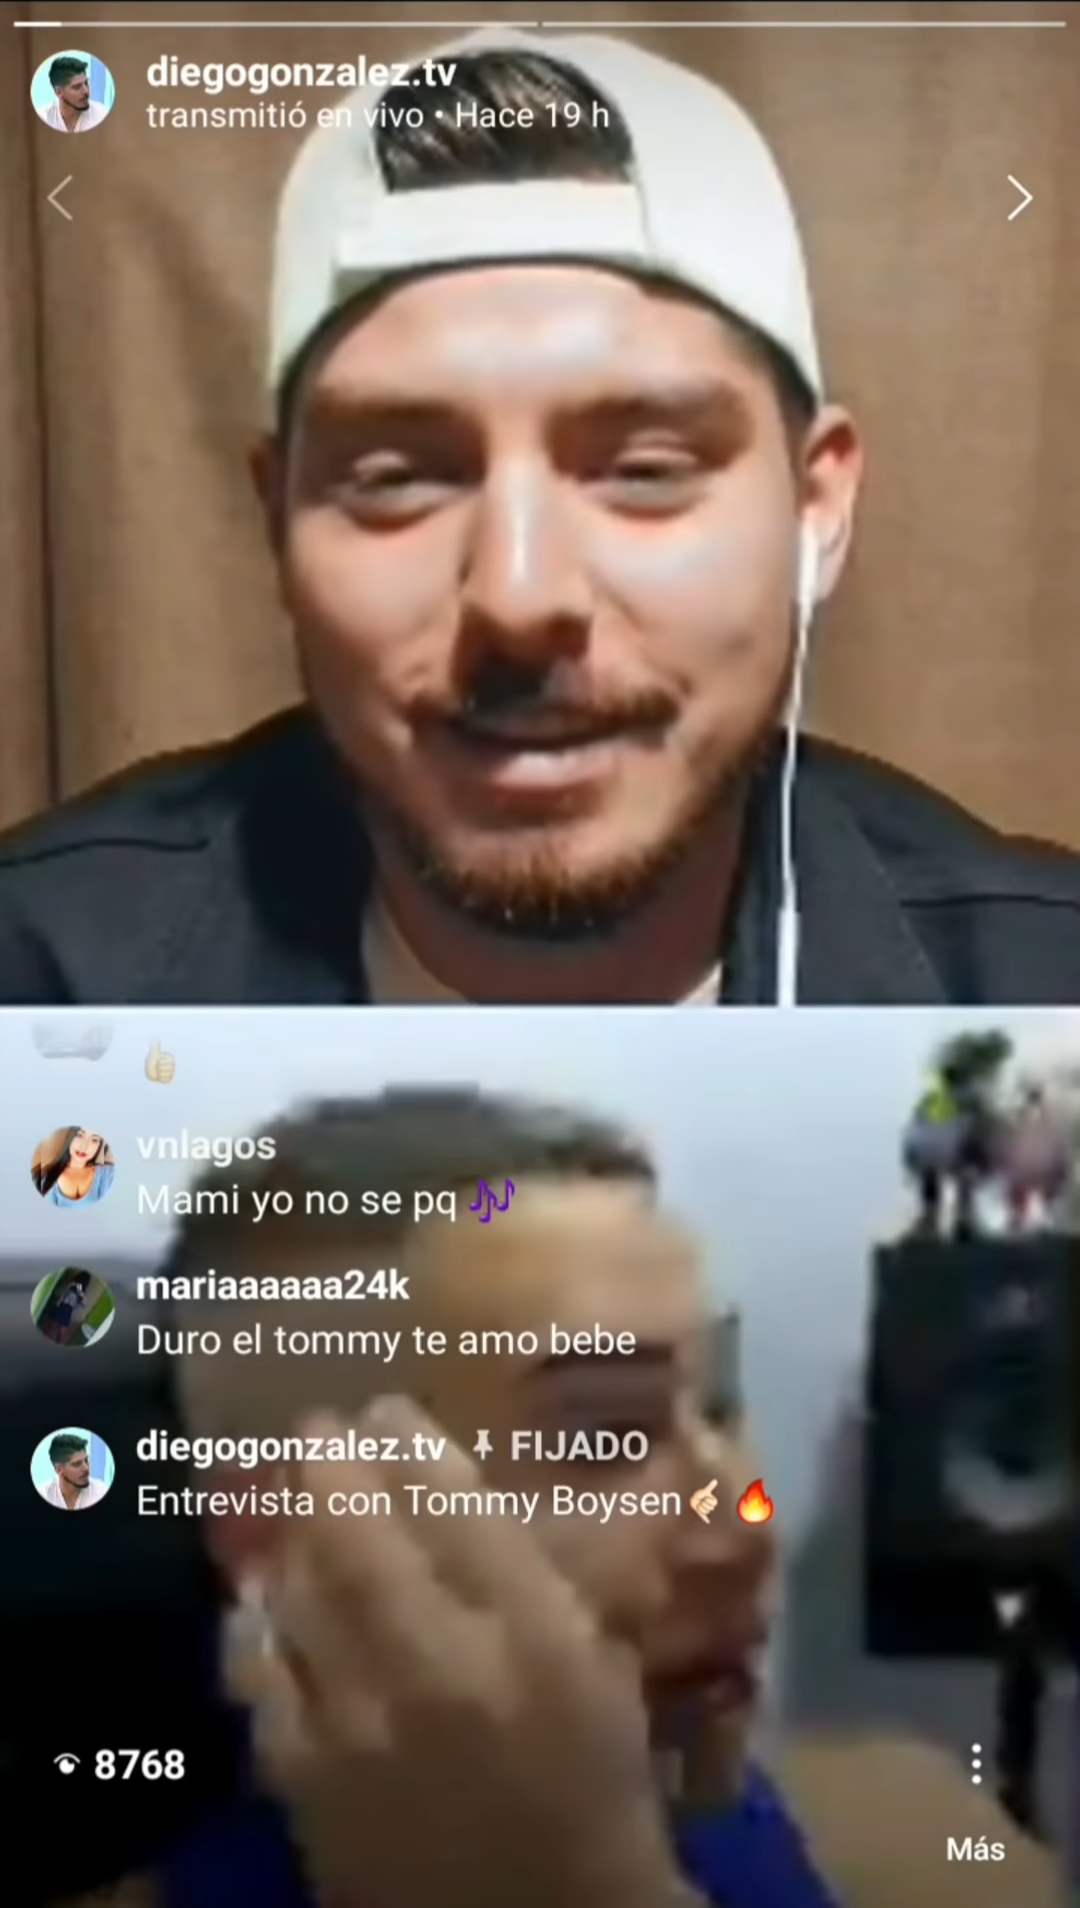 diegogonzalez.tv
transmitió en vivo • Hace 19 h
vnlagos
Mami yo no se pq 🎶
mariaaaaaa24k
Duro el tommy te amo bebe
diegogonzalez.tv FIJADO
Entrevista con Tommy Boysen🤙🏻🔥
8768
Más